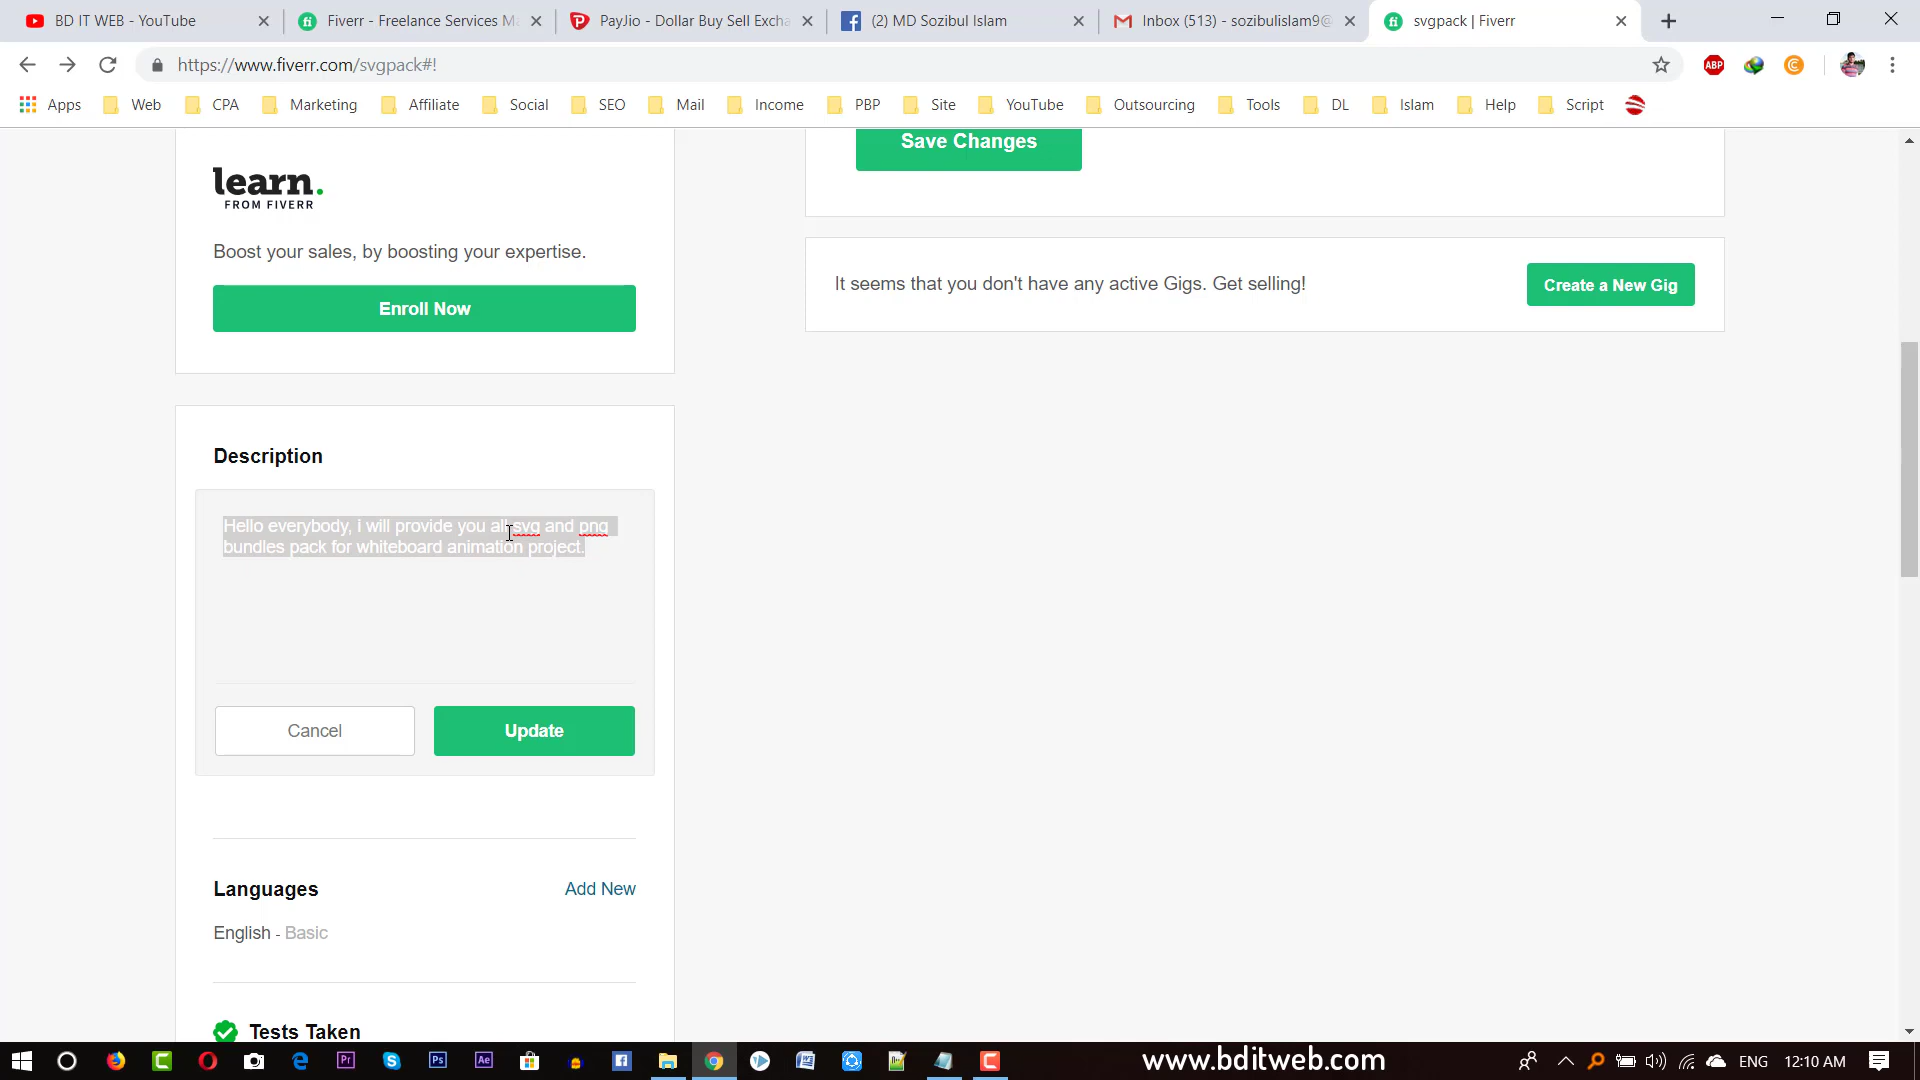 BD IT WEB - YouTube
Fiverr - Freelance Services M
PayJio - Dollar Buy Sell Excha
(2) MD Sozibul Islam
Inbox (513) - sozibulislam9@
svgpack | Fiverr
https://www.fiverr.com/svgpack#!
ABP
Apps
Web
CPA
Marketing
Affiliate
Social
SEO
Mail
Income
PBP
Site
YouTube
Outsourcing
Tools
DL
Islam
Help
Script
Save Changes
learn.
FROM FIVERR
Boost your sales, by boosting your expertise.
Enroll Now
It seems that you don't have any active Gigs. Get selling!
Create a New Gig
Description
Hello everybody, i will provide you all svg and png
bundles pack for whiteboard animation project.
Cancel
Update
Languages
Add New
English - Basic
Tests Taken
www.bditweb.com
ENG
12:10 AM